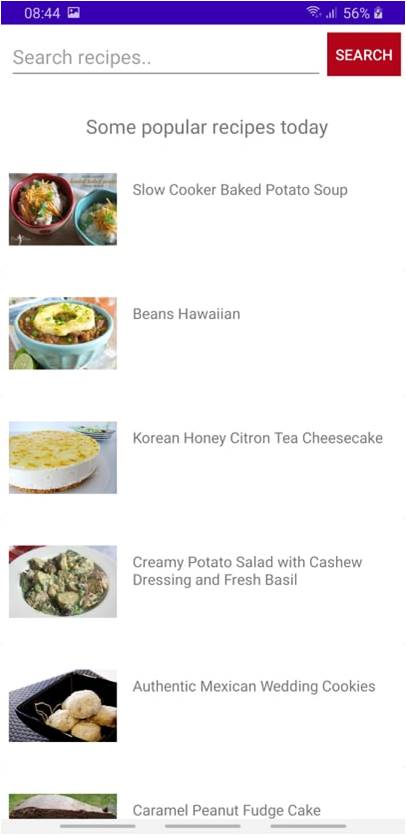 08:44 56%
Search recipes..
SEARCH
Some popular recipes today
Slow Cooker Baked Potato Soup
Beans Hawaiian
Korean Honey Citron Tea Cheesecake
Creamy Potato Salad with Cashew
Dressing and Fresh Basil
Authentic Mexican Wedding Cookies
Caramel Peanut Fudge Cake